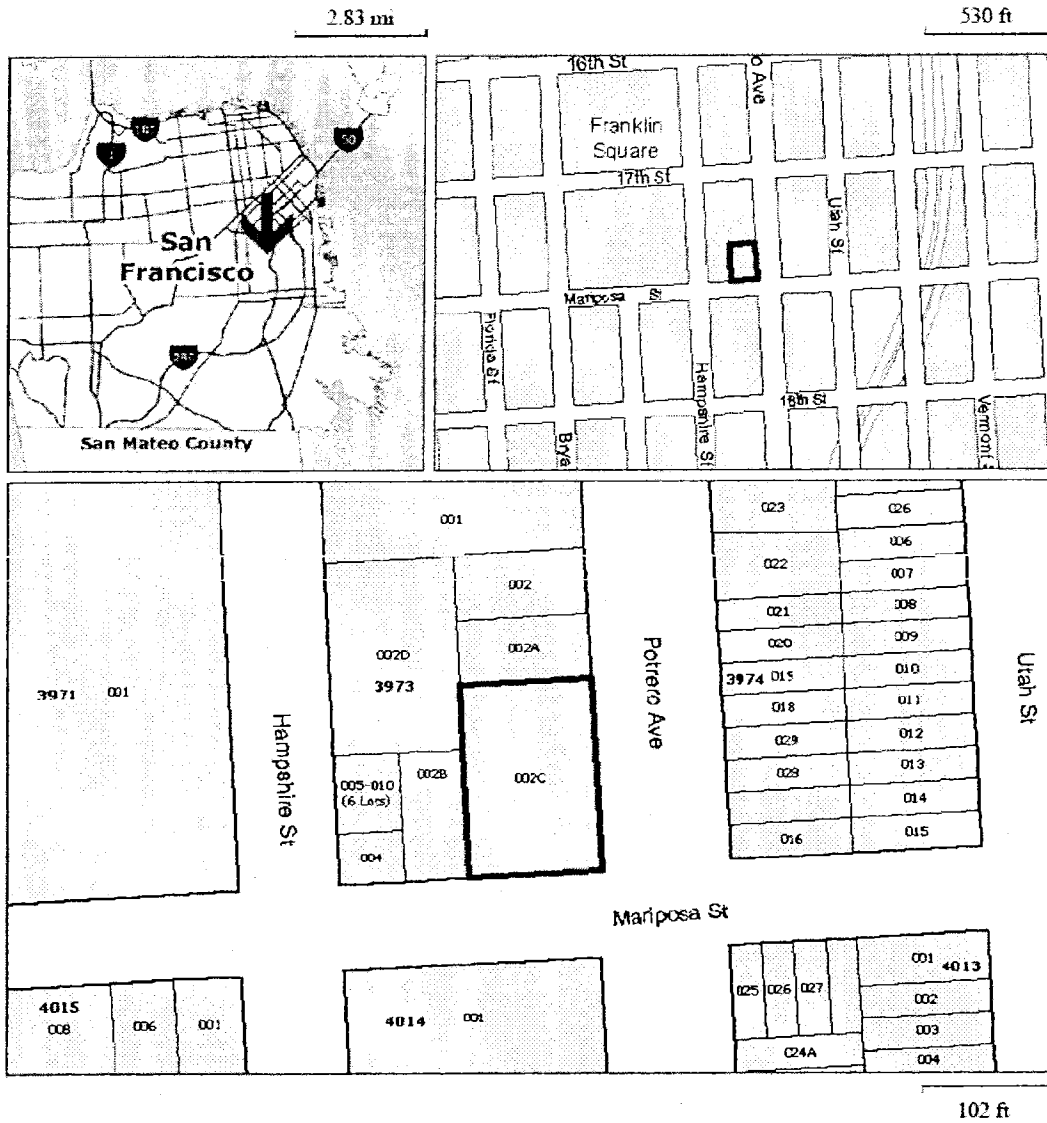 2.83 mi
530 ft
San
Francisco
San Mateo County
16th St
o Ave
Franklin
Square
17th St
Utah St
Mariposa St
Florida St
Hampshire St
18th St
Brya
Vermont S
001
023
026
006
002
022
007
021
008
002A
020
009
002D
3971 001
3973
3974 015
010
018
011
Hampshire St
Potrero Ave
Utah St
029
012
002B
002C
028
013
005-010
(6 Lots)
014
004
016
015
Mariposa St
001
4013
025
026
027
002
4015
008
006
001
4014 001
003
024A
004
102 ft